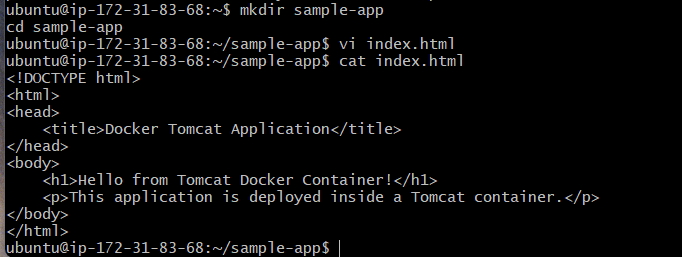 ubuntu@ip-172-31-83-68:~$ mkdir sample-app
cd sample-app
ubuntu@ip-172-31-83-68:~/sample-app$ vi index.html
ubuntu@ip-172-31-83-68:~/sample-app$ cat index.html
<!DOCTYPE html>
<html>
<head>
    <title>Docker Tomcat Application</title>
</head>
<body>
    <h1>Hello from Tomcat Docker Container!</h1>
    <p>This application is deployed inside a Tomcat container.</p>
</body>
</html>
ubuntu@ip-172-31-83-68:~/sample-app$